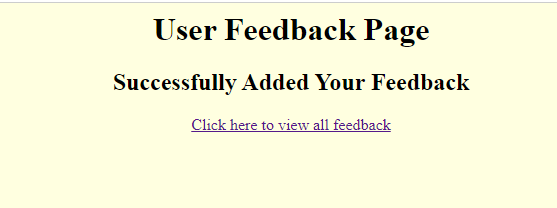 User Feedback Page
Successfully Added Your Feedback
Click here to view all feedback